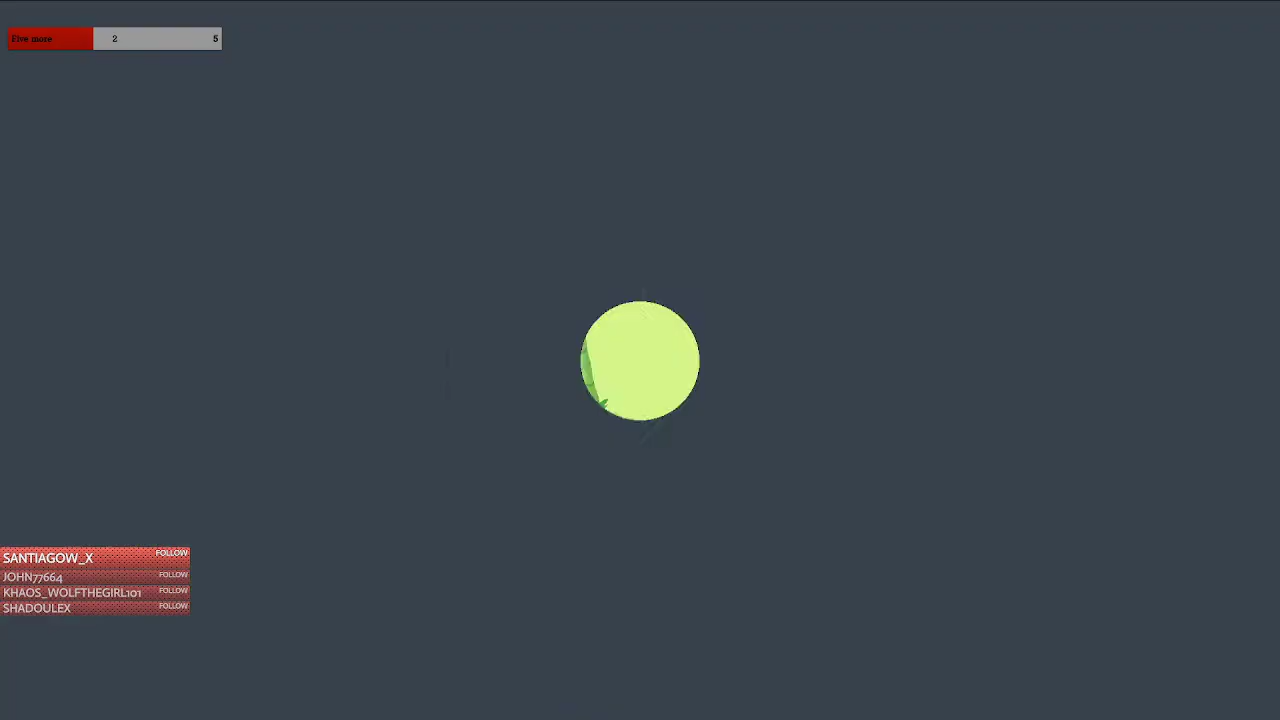 Five more 2 5
SANTIAGOW_X FOLLOW
JOHN77664 FOLLOW
KHAOS_WOLFTHEGIRL101 FOLLOW
SHADOULEX FOLLOW